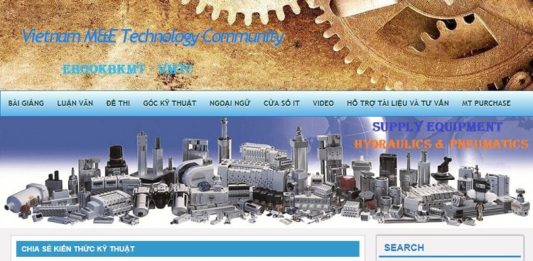 Vietnam M&E Technology Community
EBOOKBKMT - VMTC
BÀI GIẢNG LUẬN VĂN ĐỀ THI GÓC KỸ THUẬT NGOẠI NGỮ CỬA SỔ IT VIDEO HỖ TRỢ TÀI LIỆU VÀ TƯ VẤN MT PURCHASE
SUPPLY EQUIPMENT
HYDRAULICS & PNEUMATICS
CHIA SẺ KIẾN THỨC KỸ THUẬT
SEARCH